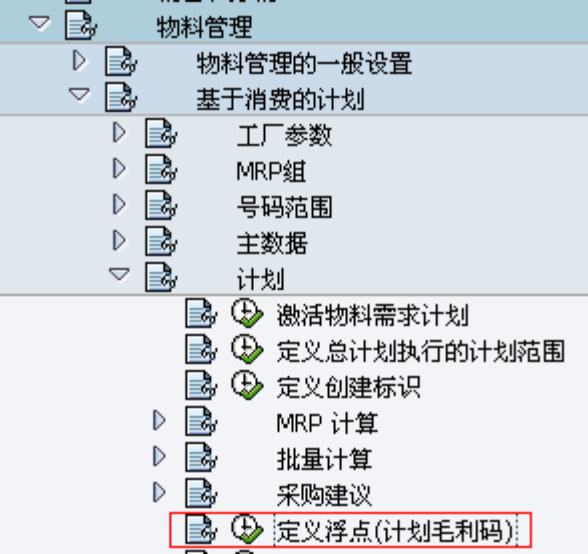 物料管理
物料管理的一般设置
基于消费的计划
工厂参数
MRP组
号码范围
主数据
计划
激活物料需求计划
定义总计划执行的计划范围
定义创建标识
MRP 计算
批量计算
采购建议
定义浮点(计划毛利码)